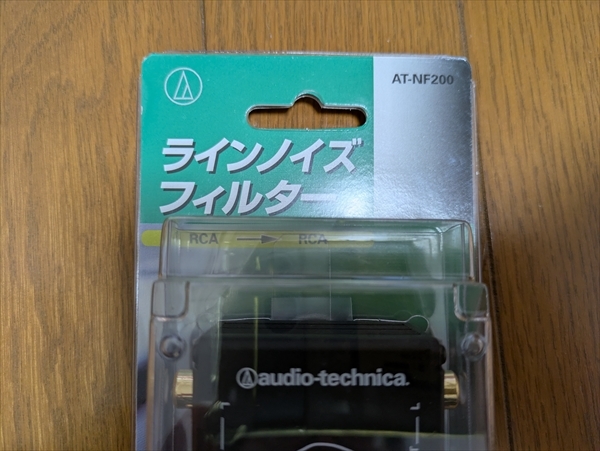 AT-NF200
ラインノイズ
フィルター
RCA → RCA
audio-technica.